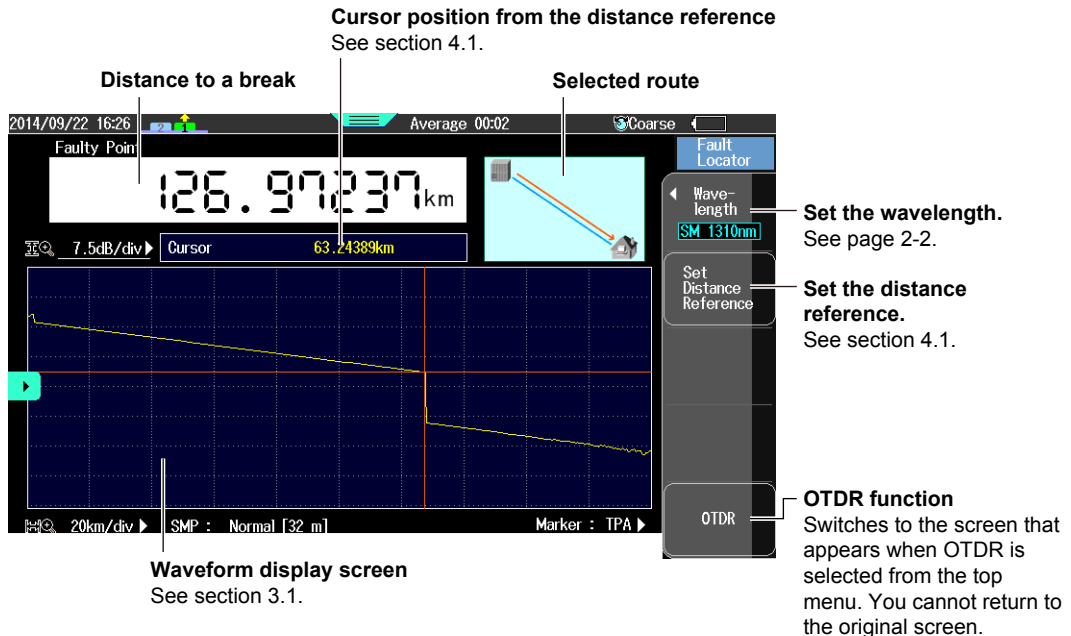 Cursor position from the distance reference
See section 4.1.
Distance to a break
Selected route
2014/09/22 16:26
2
1
Average 00:02
Coarse
Faulty Point
126.97237km
7.5dB/div
Cursor
63.24389km
Fault
Locator
Wave-
length
SM 1310nm
Set
Distance
Reference
OTDR
Set the wavelength.
See page 2-2.
Set the distance
reference.
See section 4.1.
20km/div
SMP : Normal [32 m]
Marker : TPA
OTDR function
Switches to the screen that
appears when OTDR is
selected from the top
menu. You cannot return to
the original screen.
Waveform display screen
See section 3.1.